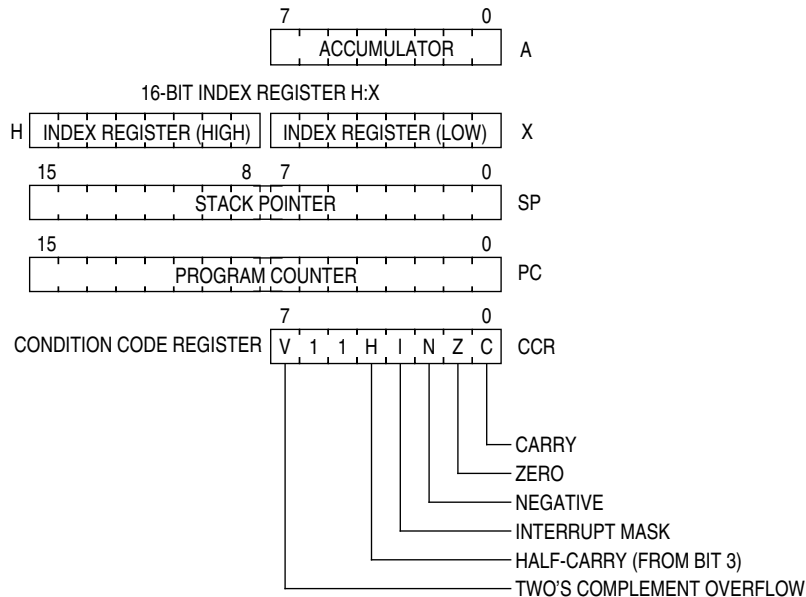 7 0
ACCUMULATOR A
16-BIT INDEX REGISTER H:X
H INDEX REGISTER (HIGH) INDEX REGISTER (LOW) X
15 8 7 0
STACK POINTER SP
15 0
PROGRAM COUNTER PC
7 0
CONDITION CODE REGISTER V 1 1 H I N Z C CCR
CARRY
ZERO
NEGATIVE
INTERRUPT MASK
HALF-CARRY (FROM BIT 3)
TWO'S COMPLEMENT OVERFLOW